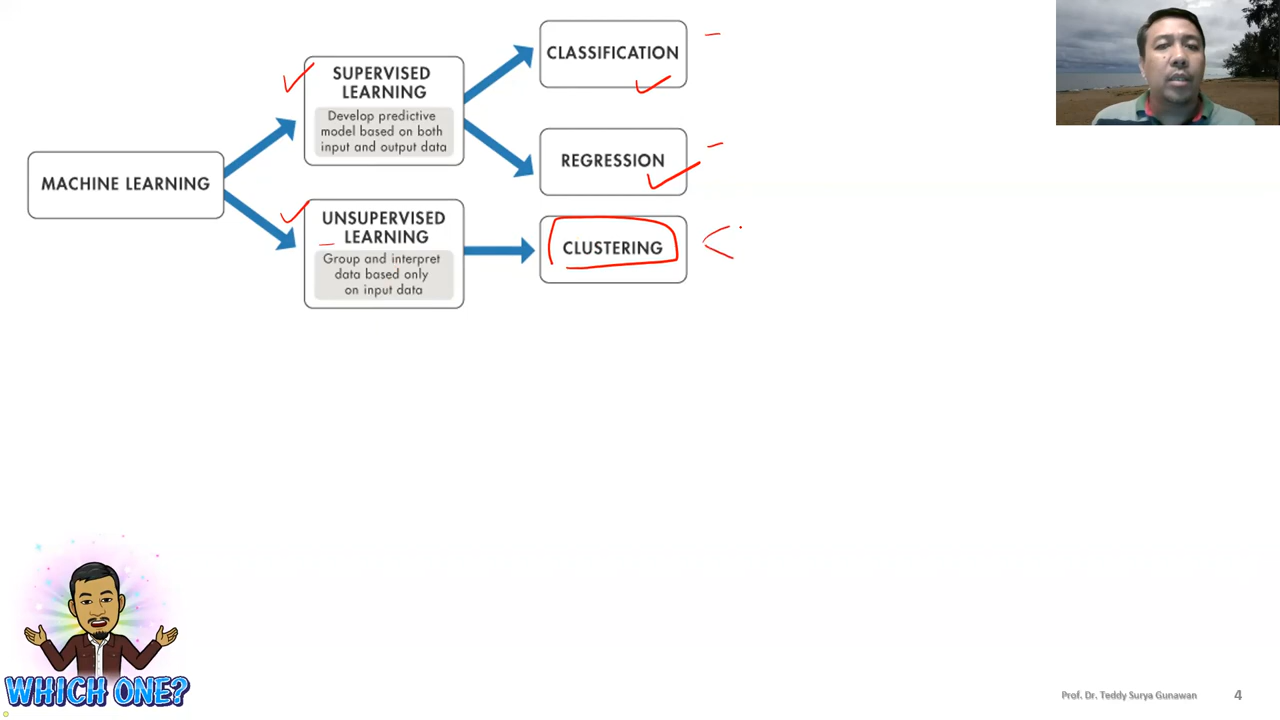 MACHINE LEARNING
SUPERVISED
LEARNING
Develop predictive
model based on both
input and output data
UNSUPERVISED
LEARNING
Group and interpret
data based only
on input data
CLASSIFICATION
REGRESSION
CLUSTERING
WHICH ONE?
Prof. Dr. Teddy Surya Gunawan 4